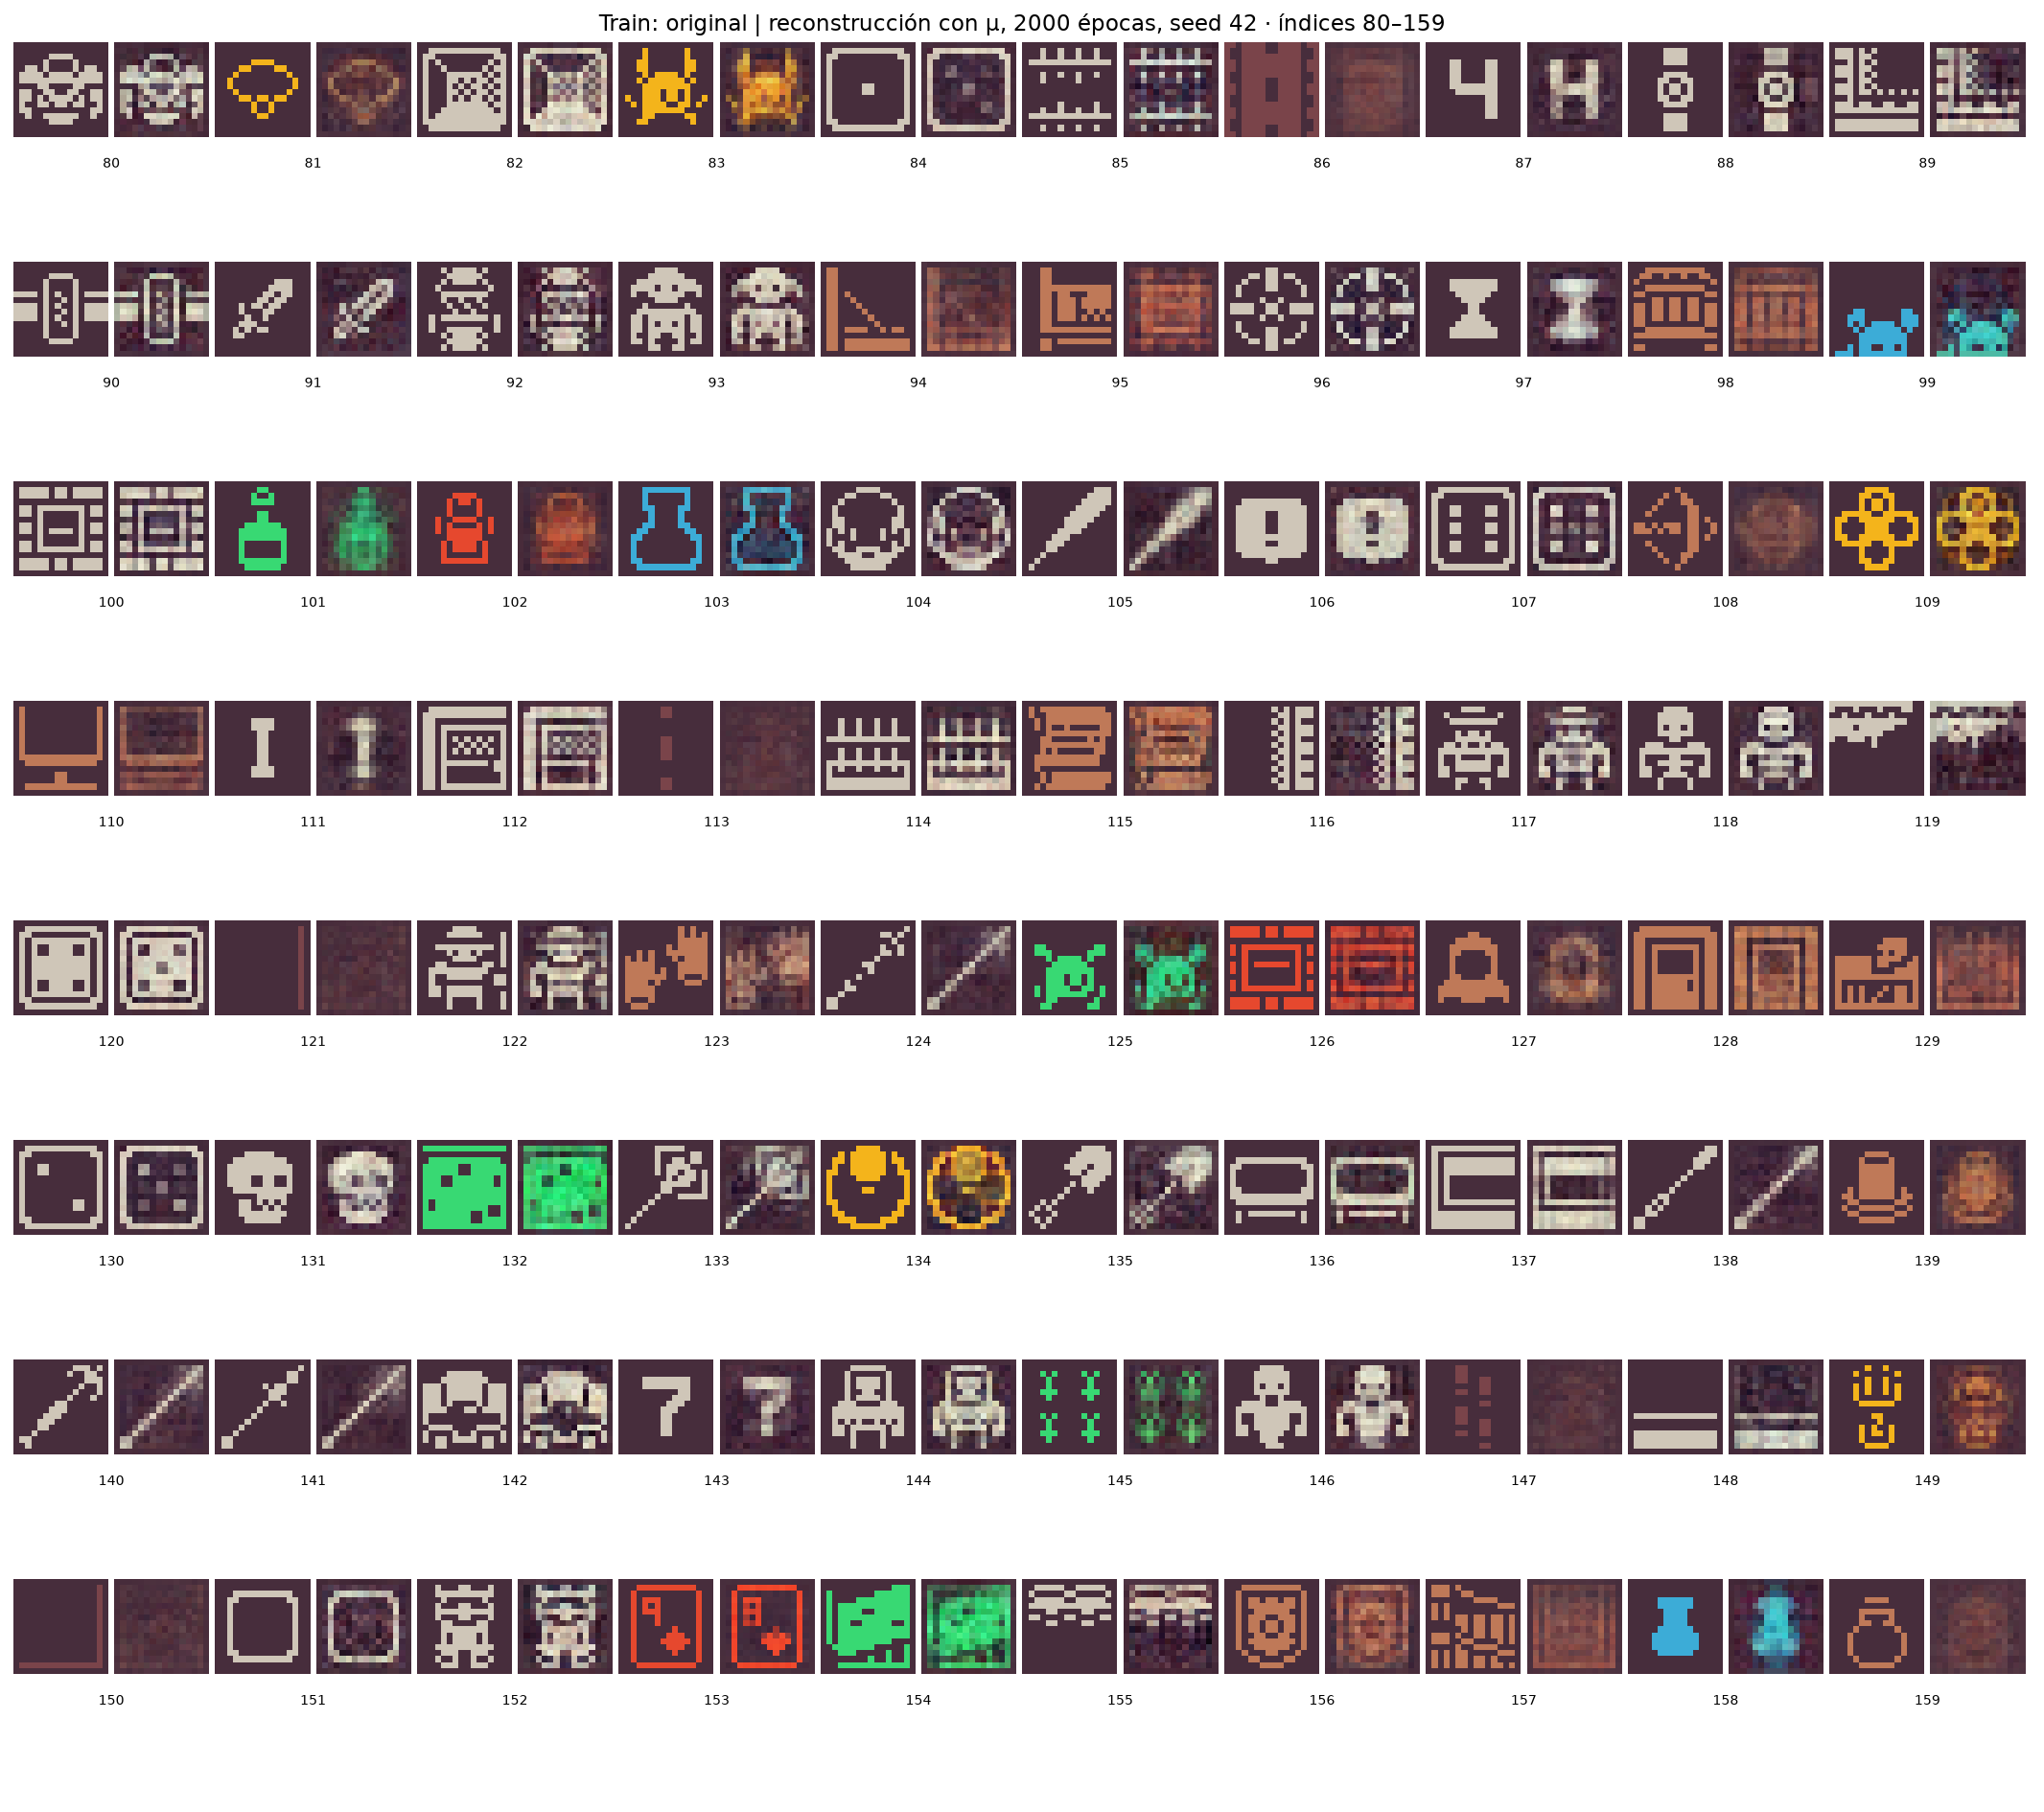 Train: original | reconstrucción con μ, 2000 épocas, seed 42 · índices 80–159
80 81 82 83 84 85 86 87 88 89
90 91 92 93 94 95 96 97 98 99
100 101 102 103 104 105 106 107 108 109
110 111 112 113 114 115 116 117 118 119
120 121 122 123 124 125 126 127 128 129
130 131 132 133 134 135 136 137 138 139
140 141 142 143 144 145 146 147 148 149
150 151 152 153 154 155 156 157 158 159